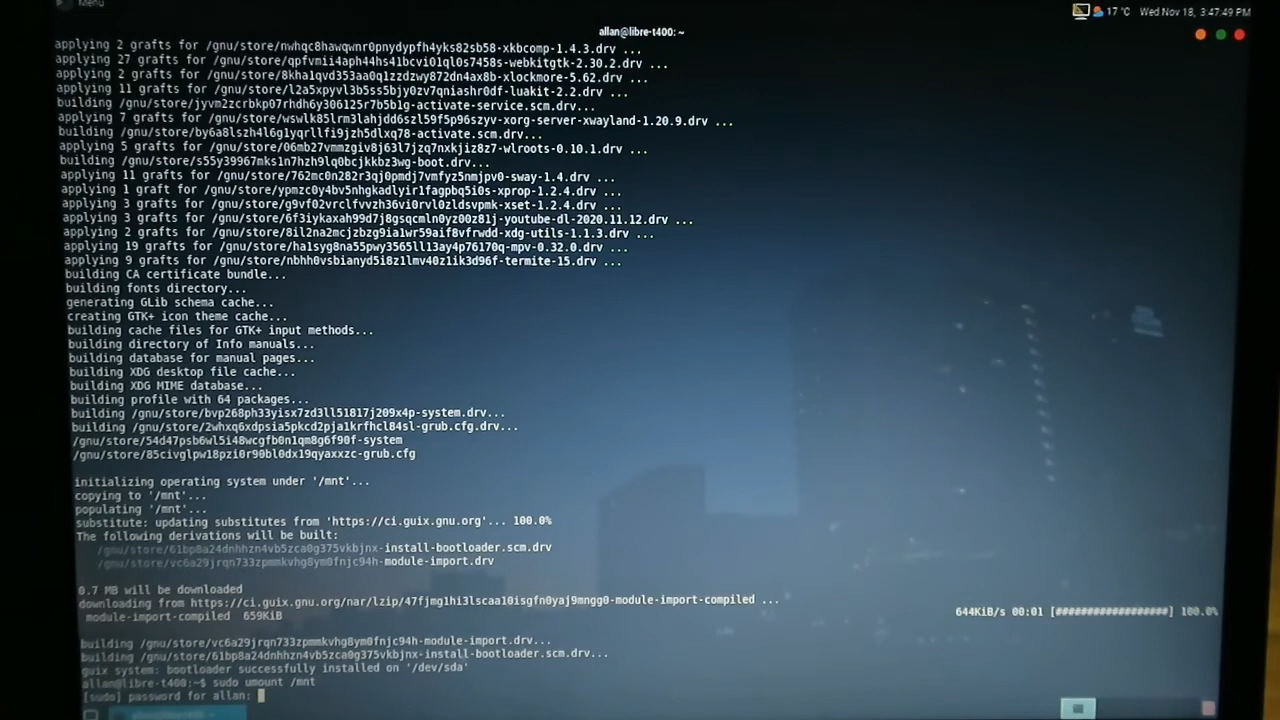 Menu
17 °C Wed Nov 18, 3:47:49 PM
allan@libre-t400: ~
applying 2 grafts for /gnu/store/nwhqc8hawqwnr0pnydypfh4yks82sb58-xkbcomp-1.4.3.drv ...
applying 27 grafts for /gnu/store/qpfvmii4aph44hs41bcvi01ql0s7458s-webkitgtk-2.30.2.drv ...
applying 2 grafts for /gnu/store/8kha1qvd353aa0q1zzdzwy872dn4ax8b-xlockmore-5.62.drv ...
applying 11 grafts for /gnu/store/l2a5xpyvl3b5ss5bjy0zv7qniashr0df-luakit-2.2.drv ...
building /gnu/store/jyvm2zcrbkp07rhdh6y306125r7b5b1g-activate-service.scm.drv...
applying 7 grafts for /gnu/store/wswlk85lrm3lahjdd6szl59f5p96szyv-xorg-server-xwayland-1.20.9.drv ...
building /gnu/store/by6a8lszh4l6g1yqrllfi9jzh5dlxq78-activate.scm.drv...
applying 5 grafts for /gnu/store/06mb27vmmzgiv8j63l7jzq7nxkjiz8z7-wlroots-0.10.1.drv ...
building /gnu/store/s55y39967mks1n7hzh9lq0bcjkkbz3wg-boot.drv...
applying 11 grafts for /gnu/store/762mc0n282r3qj0pmdj7vmfyz5nmjpv0-sway-1.4.drv ...
applying 1 graft for /gnu/store/ypmzc0y4bv5nhgkadlyir1fagpbq5i0s-xprop-1.2.4.drv ...
applying 3 grafts for /gnu/store/g9vf02vrclfvvzh36vi0rvl0zldsvpmk-xset-1.2.4.drv ...
applying 3 grafts for /gnu/store/6f3iykaxah99d7j8gsqcmln0yz00z81j-youtube-dl-2020.11.12.drv ...
applying 2 grafts for /gnu/store/8il2na2mcjzbzg9ia1wr59aif8vfrwdd-xdg-utils-1.1.3.drv ...
applying 19 grafts for /gnu/store/ha1syg8na55pwy3565ll13ay4p76170q-mpv-0.32.0.drv ...
applying 9 grafts for /gnu/store/nbhh0vsbianyd5i8z1lmv40z1ik3d96f-termite-15.drv ...
building CA certificate bundle...
building fonts directory...
generating GLib schema cache...
creating GTK+ icon theme cache...
building cache files for GTK+ input methods...
building directory of Info manuals...
building database for manual pages...
building XDG desktop file cache...
building XDG MIME database...
building profile with 64 packages...
building /gnu/store/bvp268ph33yisx7zd3ll51817j209x4p-system.drv...
building /gnu/store/2whxq6xdpsia5pkcd2pja1krfhcl84sl-grub.cfg.drv...
/gnu/store/54d47psb6wl5i48wcgfb0n1qm8g6f90f-system
/gnu/store/85civglpw18pzi0r90bl0dx19qyaxxzc-grub.cfg
initializing operating system under '/mnt'...
copying to '/mnt'...
populating '/mnt'...
substitute: updating substitutes from 'https://ci.guix.gnu.org'... 100.0%
The following derivations will be built:
/gnu/store/61bp8a24dnhhzn4vb5zca0g375vkbjnx-install-bootloader.scm.drv
/gnu/store/vc6a29jrqn733zpmmkvhg8ym0fnjc94h-module-import.drv
0.7 MB will be downloaded
downloading from https://ci.guix.gnu.org/nar/lzip/47fjmg1hi3lscaa10isgfn0yaj9mngg0-module-import-compiled ...
module-import-compiled 659KiB 644KiB/s 00:01 [##################] 100.0%
building /gnu/store/vc6a29jrqn733zpmmkvhg8ym0fnjc94h-module-import.drv...
building /gnu/store/61bp8a24dnhhzn4vb5zca0g375vkbjnx-install-bootloader.scm.drv...
guix system: bootloader successfully installed on '/dev/sda'
allan@libre-t400:~$ sudo umount /mnt
[sudo] password for allan: